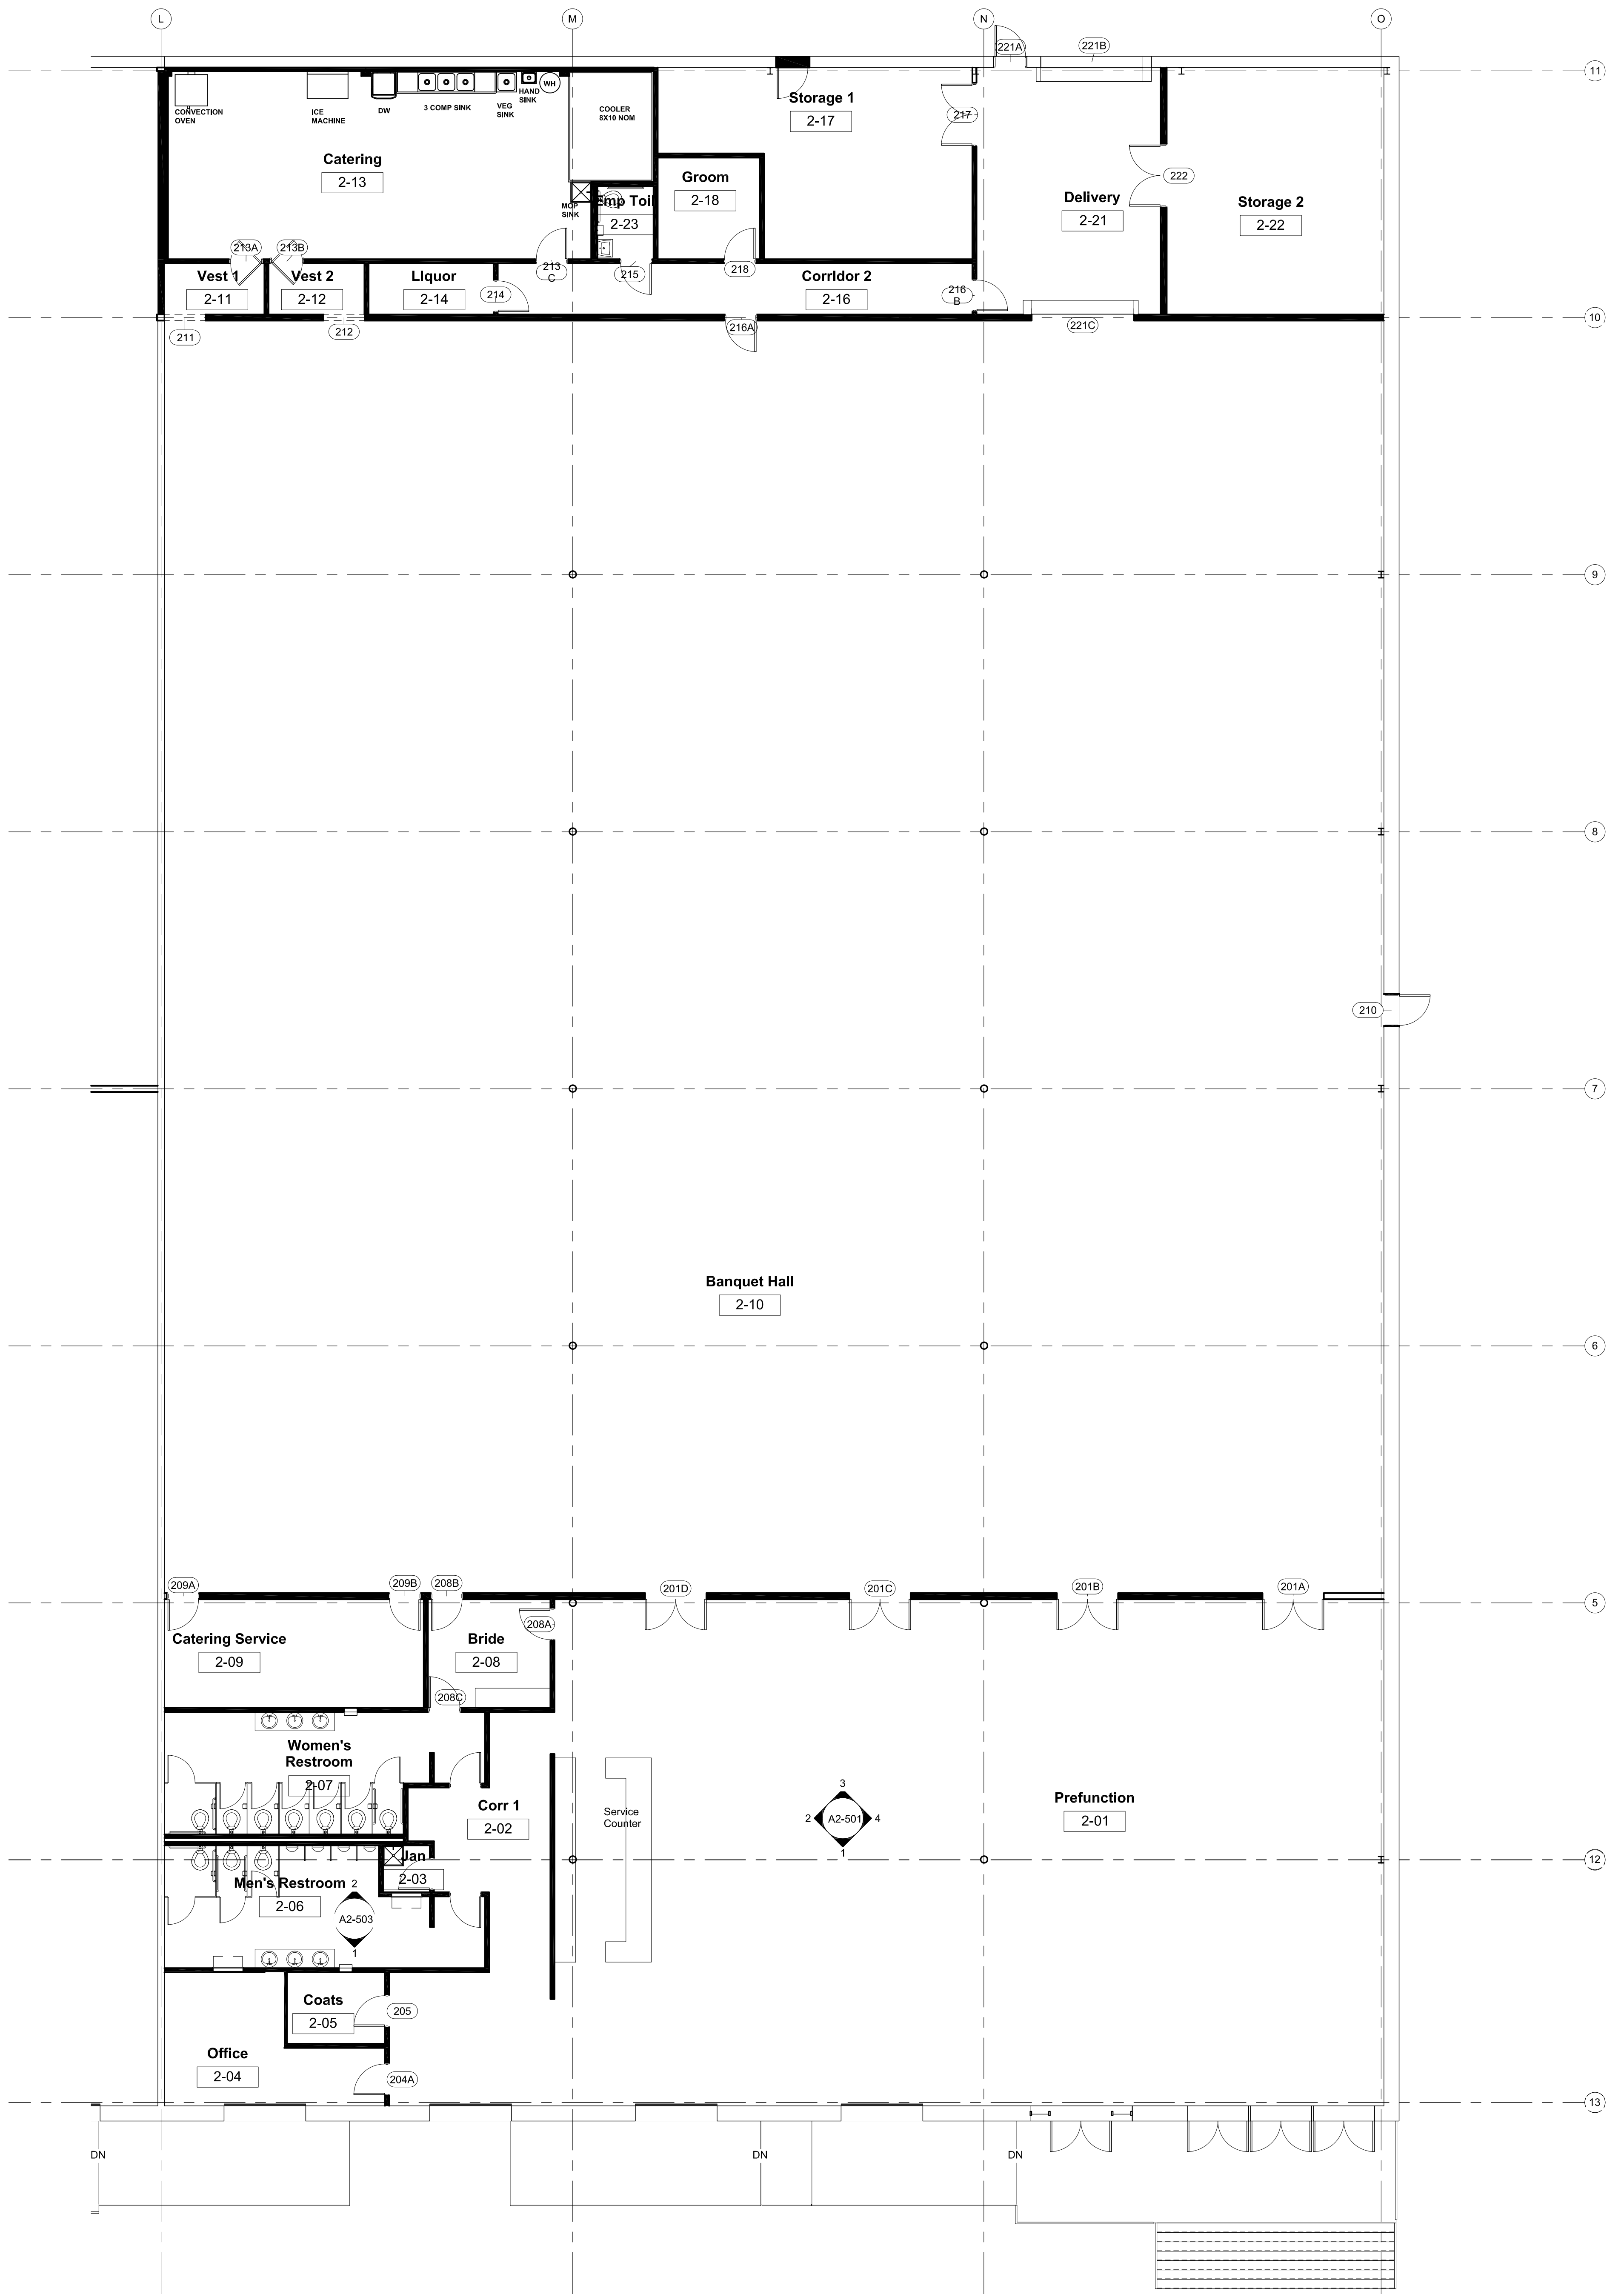 L
M
N
O
221A
221B
11
CONVECTION
OVEN
ICE
MACHINE
DW
3 COMP SINK
VEG
SINK
HAND
SINK
WH
COOLER
8X10 NOM
Storage 1
2-17
217
Catering
2-13
Groom
2-18
222
MOP
SINK
Emp Toil
2-23
Delivery
2-21
Storage 2
2-22
213A
213B
213
C
215
218
Vest 1
2-11
Vest 2
2-12
Liquor
2-14
214
Corridor 2
2-16
216
B
211
212
216A
221C
10
9
8
210
7
Banquet Hall
2-10
6
209A
209B
208B
201D
201C
201B
201A
5
208A
Catering Service
2-09
Bride
2-08
208C
Women's
Restroom
2-07
Corr 1
2-02
Service
Counter
3
2
A2-501
4
1
Prefunction
2-01
Jan
2-03
12
Men's Restroom
2-06
2
A2-503
1
Coats
2-05
205
Office
2-04
204A
13
DN
DN
DN